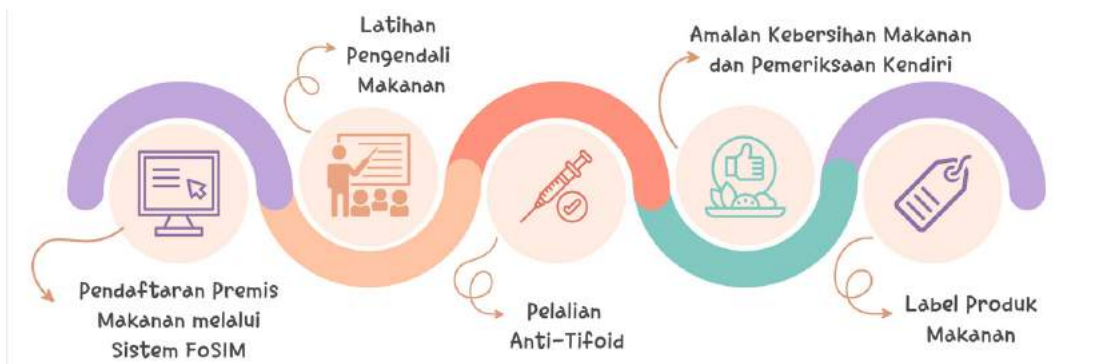 Pendaftaran Premis
Makanan melalui
Sistem FoSIM
Latihan
Pengendali
Makanan
Pelalian
Anti-Tifoid
Amalan Kebersihan Makanan
dan Pemeriksaan Kendiri
Label Produk
Makanan